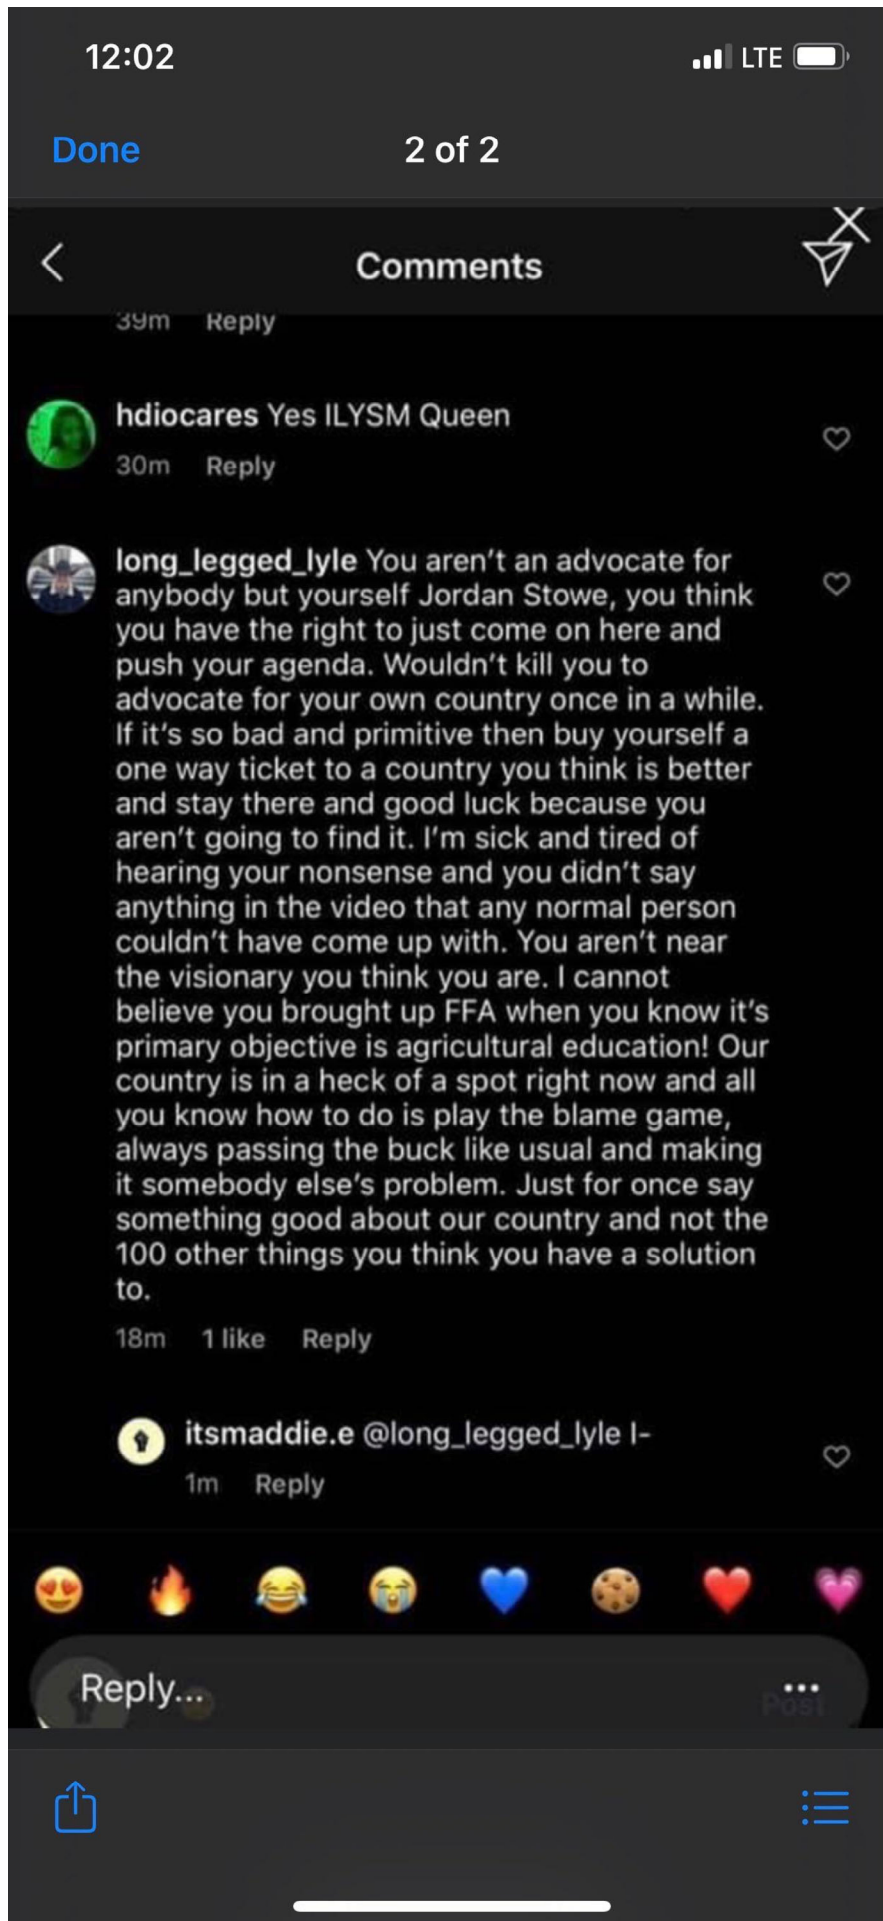 12:02
LTE
Done
2 of 2
Comments
39m Reply
hdiocares Yes ILYSM Queen
30m Reply
long_legged_lyle You aren't an advocate for
anybody but yourself Jordan Stowe, you think
you have the right to just come on here and
push your agenda. Wouldn't kill you to
advocate for your own country once in a while.
If it's so bad and primitive then buy yourself a
one way ticket to a country you think is better
and stay there and good luck because you
aren't going to find it. I'm sick and tired of
hearing your nonsense and you didn't say
anything in the video that any normal person
couldn't have come up with. You aren't near
the visionary you think you are. I cannot
believe you brought up FFA when you know it's
primary objective is agricultural education! Our
country is in a heck of a spot right now and all
you know how to do is play the blame game,
always passing the buck like usual and making
it somebody else's problem. Just for once say
something good about our country and not the
100 other things you think you have a solution
to.
18m 1 like Reply
itsmaddie.e @long_legged_lyle I-
1m Reply
Reply...
Post